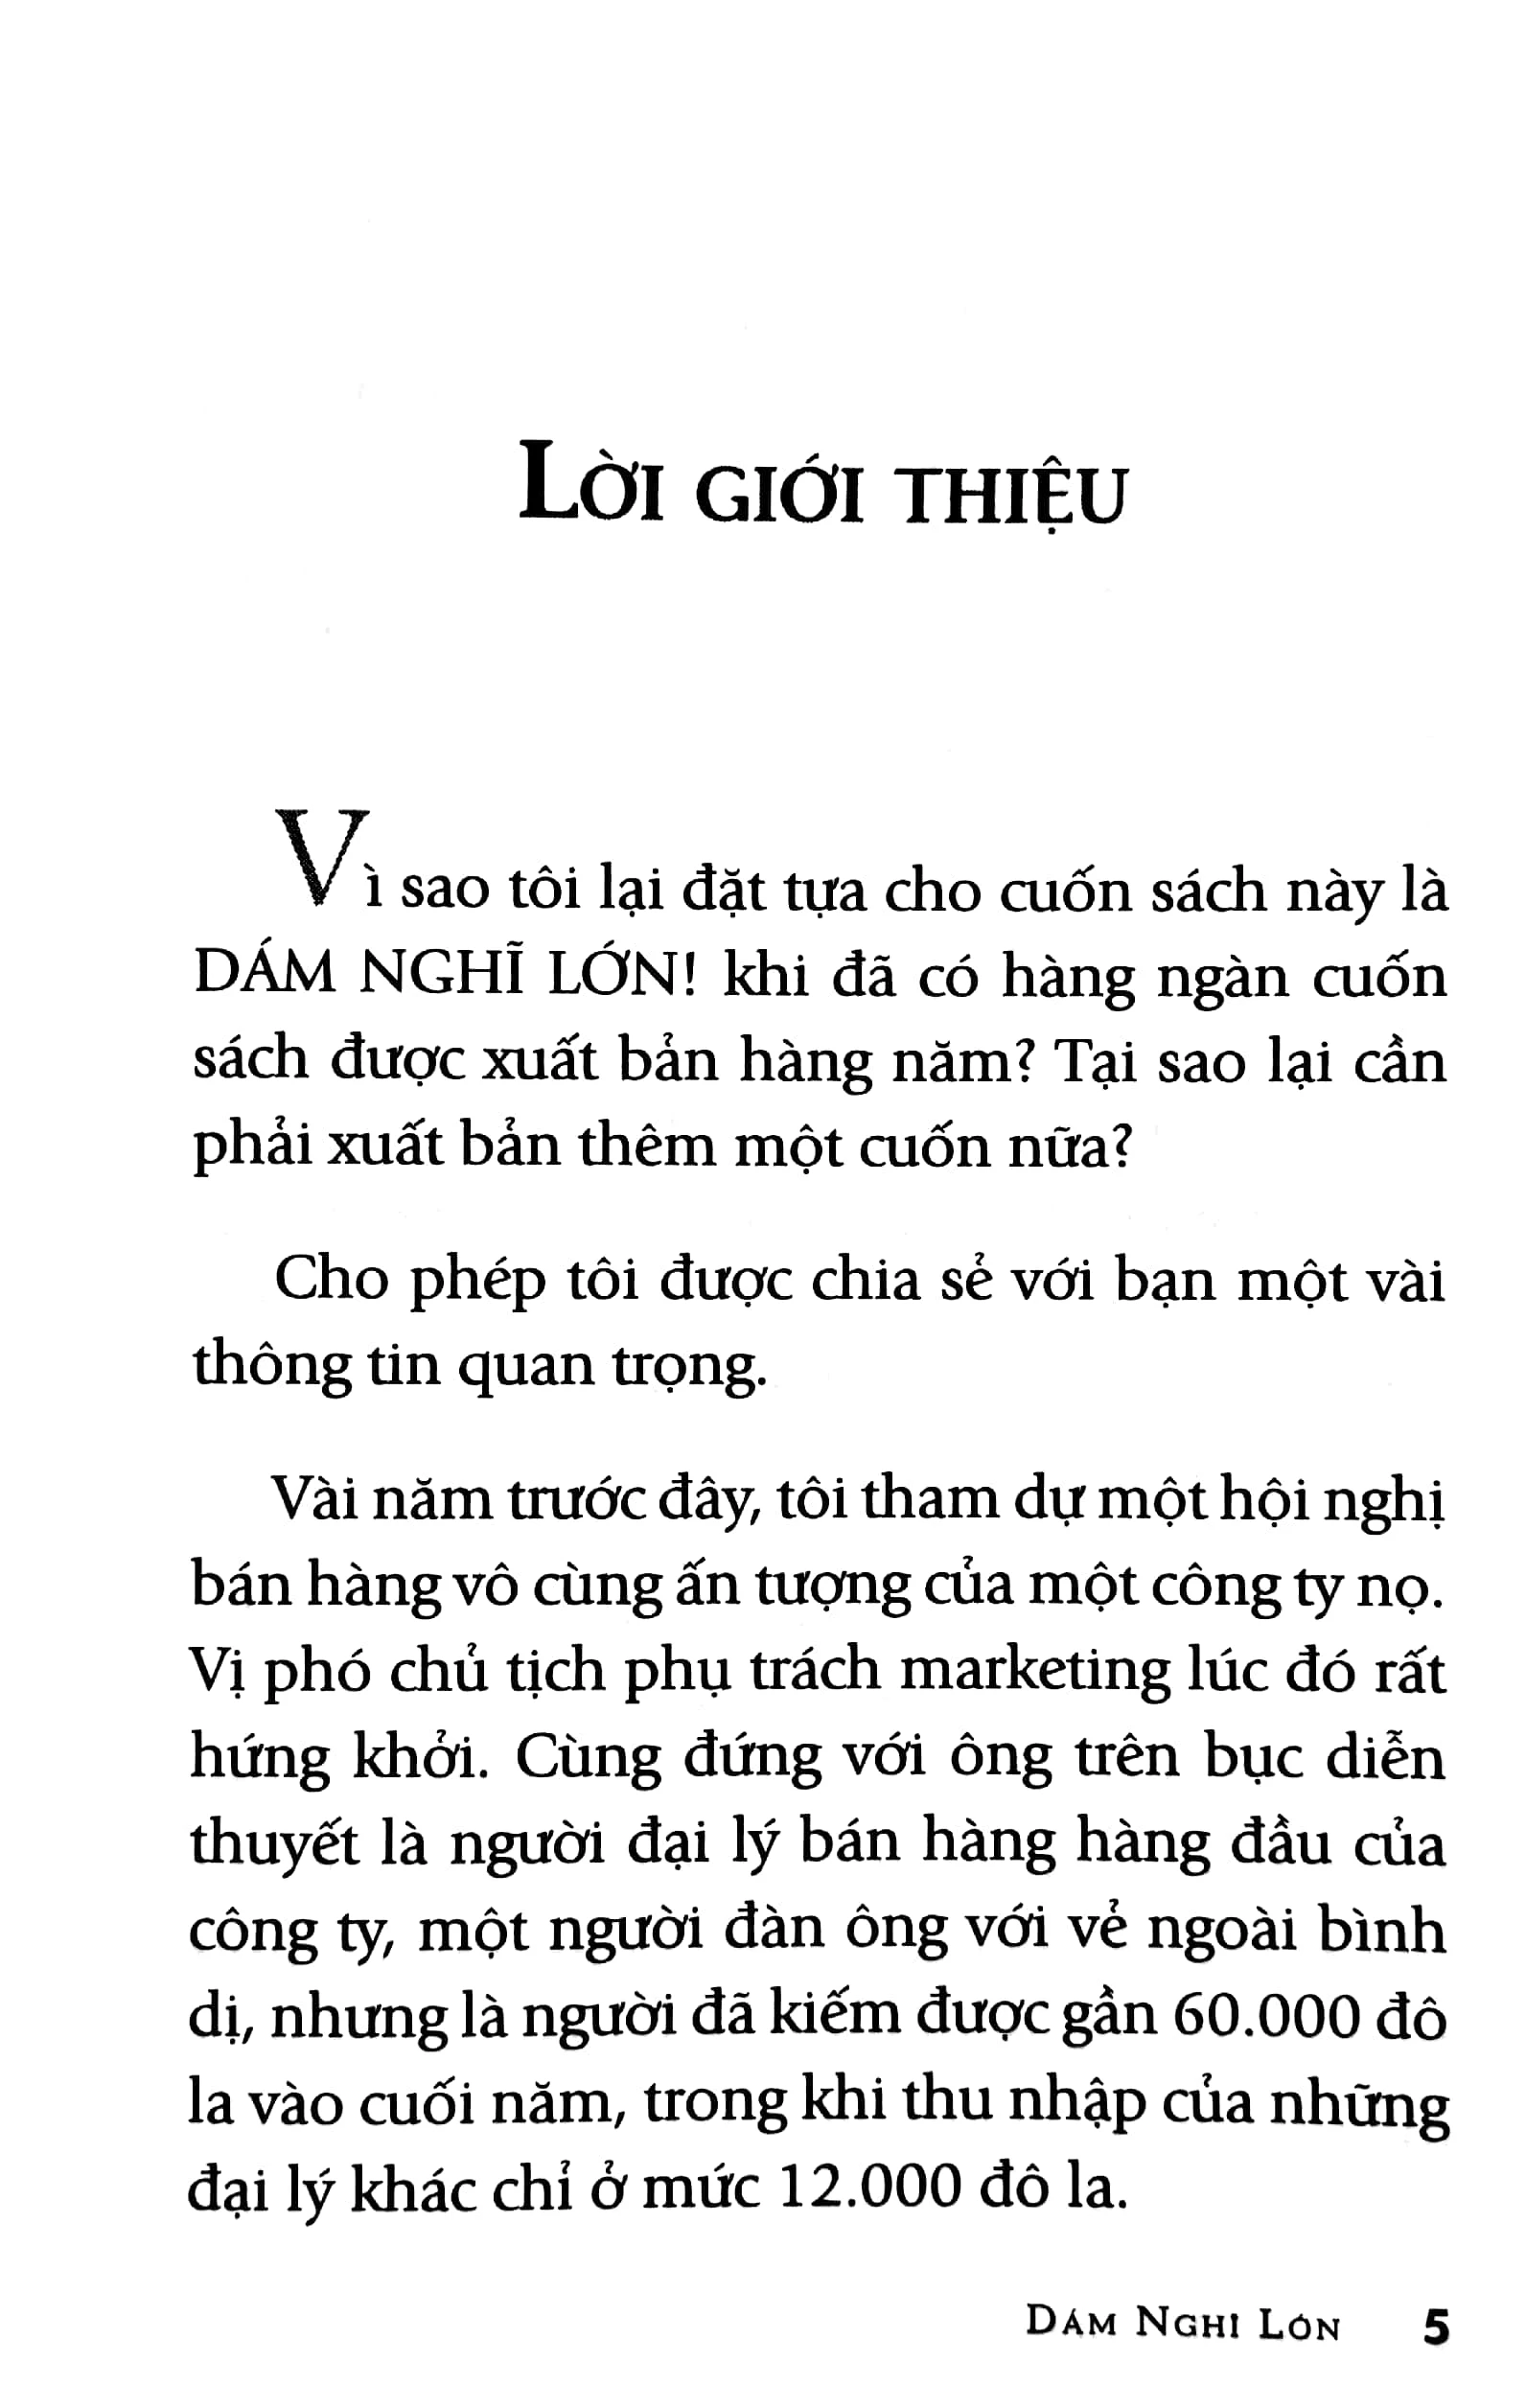 LỜI GIỚI THIỆU
Vì sao tôi lại đặt tựa cho cuốn sách này là
DÁM NGHĨ LỚN! khi đã có hàng ngàn cuốn
sách được xuất bản hàng năm? Tại sao lại cần
phải xuất bản thêm một cuốn nữa?
Cho phép tôi được chia sẻ với bạn một vài
thông tin quan trọng.
Vài năm trước đây, tôi tham dự một hội nghị
bán hàng vô cùng ấn tượng của một công ty nọ.
Vị phó chủ tịch phụ trách marketing lúc đó rất
hứng khởi. Cùng đứng với ông trên bục diễn
thuyết là người đại lý bán hàng hàng đầu của
công ty, một người đàn ông với vẻ ngoài bình
dị, nhưng là người đã kiếm được gần 60.000 đô
la vào cuối năm, trong khi thu nhập của những
đại lý khác chỉ ở mức 12.000 đô la.
DÁM NGHĨ LỚN 5